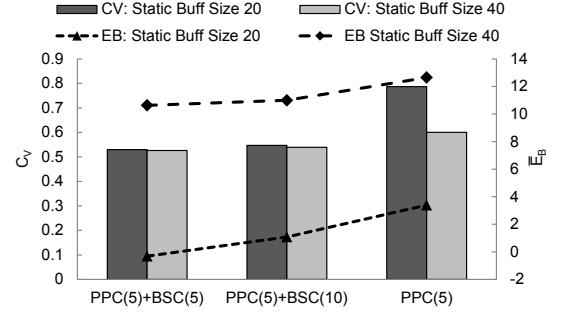 CV: Static Buff Size 20 CV: Static Buff Size 40
EB: Static Buff Size 20 EB Static Buff Size 40
0.9 14
0.8 12
0.7 10
0.6 8
0.5 6
0.4 4
0.3 2
0.2 0
0.1 -2
0
C_V
E̅_B
PPC(5)+BSC(5) PPC(5)+BSC(10) PPC(5)